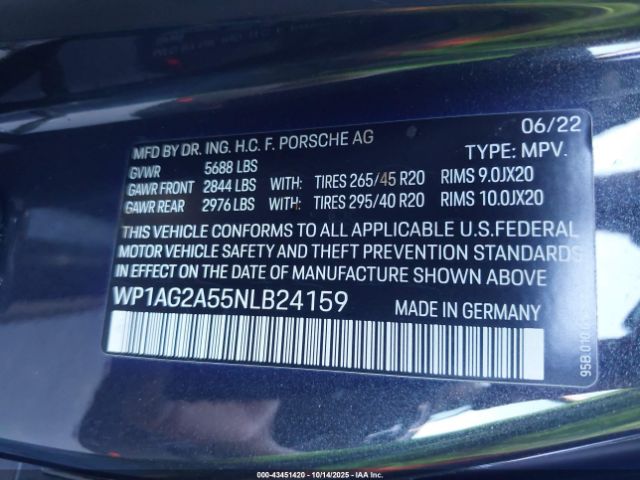 06/22
MFD BY DR. ING. H.C. F. PORSCHE AG
TYPE: MPV.
GVWR 5688 LBS
GAWR FRONT 2844 LBS WITH: TIRES 265/45 R20 RIMS 9.0JX20
GAWR REAR 2976 LBS WITH: TIRES 295/40 R20 RIMS 10.0JX20
THIS VEHICLE CONFORMS TO ALL APPLICABLE U.S.FEDERAL
MOTOR VEHICLE SAFETY AND THEFT PREVENTION STANDARDS
IN EFFECT ON THE DATE OF MANUFACTURE SHOWN ABOVE
WP1AG2A55NLB24159 MADE IN GERMANY
95B.010
000-43451420 - 10/14/2025 - IAAI.COM